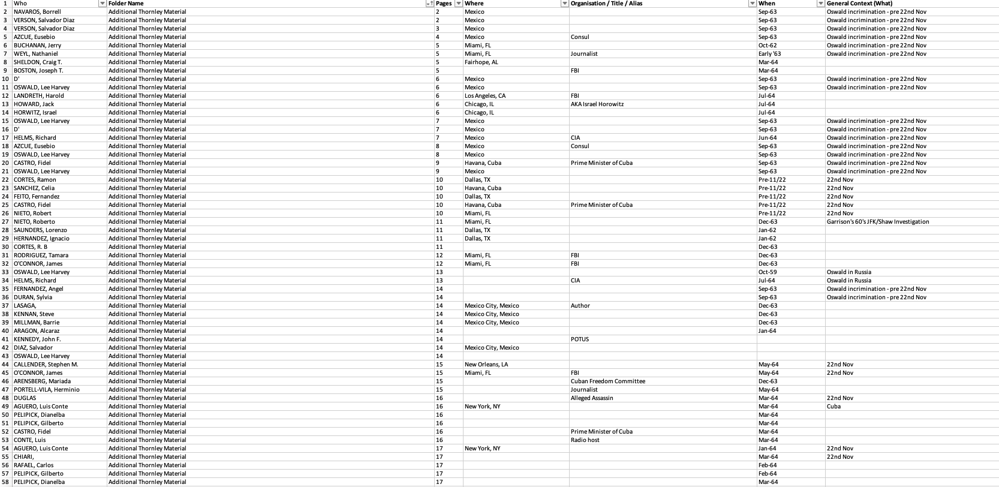 1 Who Folder Name Pages Where Organisation / Title / Alias When General Context (What)
2 NAVAROS, Borrell Additional Thornley Material 2 Mexico Sep-63 Oswald incrimination - pre 22nd Nov
3 VERSON, Salvador Diaz Additional Thornley Material 2 Mexico Sep-63 Oswald incrimination - pre 22nd Nov
4 VERSON, Salvador Diaz Additional Thornley Material 3 Mexico Sep-63 Oswald incrimination - pre 22nd Nov
5 AZCUE, Eusebio Additional Thornley Material 4 Mexico Consul Sep-63 Oswald incrimination - pre 22nd Nov
6 BUCHANAN, Jerry Additional Thornley Material 5 Miami, FL Oct-62 Oswald incrimination - pre 22nd Nov
7 WEYL, Nathaniel Additional Thornley Material 5 Miami, FL Journalist Early '63 Oswald incrimination - pre 22nd Nov
8 SHELDON, Craig T. Additional Thornley Material 5 Fairhope, AL Mar-64
9 BOSTON, Joseph T. Additional Thornley Material 5 FBI Mar-64
10 D' Additional Thornley Material 6 Mexico Sep-63 Oswald incrimination - pre 22nd Nov
11 OSWALD, Lee Harvey Additional Thornley Material 6 Mexico Sep-63 Oswald incrimination - pre 22nd Nov
12 LANDRETH, Harold Additional Thornley Material 6 Los Angeles, CA FBI Jul-64
13 HOWARD, Jack Additional Thornley Material 6 Chicago, IL AKA Israel Horowitz Jul-64
14 HORWITZ, Israel Additional Thornley Material 6 Chicago, IL Jul-64
15 OSWALD, Lee Harvey Additional Thornley Material 7 Mexico Sep-63 Oswald incrimination - pre 22nd Nov
16 D' Additional Thornley Material 7 Mexico Sep-63 Oswald incrimination - pre 22nd Nov
17 HELMS, Richard Additional Thornley Material 7 Mexico CIA Jun-64 Oswald incrimination - pre 22nd Nov
18 AZCUE, Eusebio Additional Thornley Material 8 Mexico Consul Sep-63 Oswald incrimination - pre 22nd Nov
19 OSWALD, Lee Harvey Additional Thornley Material 8 Mexico Sep-63 Oswald incrimination - pre 22nd Nov
20 CASTRO, Fidel Additional Thornley Material 9 Havana, Cuba Prime Minister of Cuba Sep-63 Oswald incrimination - pre 22nd Nov
21 OSWALD, Lee Harvey Additional Thornley Material 9 Mexico Sep-63 Oswald incrimination - pre 22nd Nov
22 CORTES, Ramon Additional Thornley Material 10 Dallas, TX Pre-11/22 22nd Nov
23 SANCHEZ, Celia Additional Thornley Material 10 Havana, Cuba Pre-11/22 22nd Nov
24 FEITO, Fernandez Additional Thornley Material 10 Dallas, TX Pre-11/22 22nd Nov
25 CASTRO, Fidel Additional Thornley Material 10 Havana, Cuba Prime Minister of Cuba Pre-11/22 22nd Nov
26 NIETO, Robert Additional Thornley Material 10 Miami, FL Pre-11/22 22nd Nov
27 NIETO, Roberto Additional Thornley Material 11 Miami, FL Dec-63 Garrison's 60's JFK/Shaw Investigation
28 SAUNDERS, Lorenzo Additional Thornley Material 11 Dallas, TX Jan-62
29 HERNANDEZ, Ignacio Additional Thornley Material 11 Dallas, TX Jan-62
30 CORTES, R. B Additional Thornley Material 11 Dec-63
31 RODRIGUEZ, Tamara Additional Thornley Material 12 Miami, FL FBI Dec-63
32 O'CONNOR, James Additional Thornley Material 12 Miami, FL FBI Dec-63
33 OSWALD, Lee Harvey Additional Thornley Material 13 Oct-59 Oswald in Russia
34 HELMS, Richard Additional Thornley Material 13 CIA Jul-64 Oswald in Russia
35 FERNANDEZ, Angel Additional Thornley Material 14 Sep-63 Oswald incrimination - pre 22nd Nov
36 DURAN, Sylvia Additional Thornley Material 14 Sep-63 Oswald incrimination - pre 22nd Nov
37 LASAGA, Additional Thornley Material 14 Mexico City, Mexico Author Dec-63
38 KENNAN, Steve Additional Thornley Material 14 Mexico City, Mexico Dec-63
39 MILLMAN, Barrie Additional Thornley Material 14 Mexico City, Mexico Dec-63
40 ARAGON, Alcaraz Additional Thornley Material 14 Jan-64
41 KENNEDY, John F. Additional Thornley Material 14 POTUS
42 DIAZ, Salvador Additional Thornley Material 14 Mexico City, Mexico
43 OSWALD, Lee Harvey Additional Thornley Material 14
44 CALLENDER, Stephen M. Additional Thornley Material 15 New Orleans, LA May-64 22nd Nov
45 O'CONNOR, James Additional Thornley Material 15 Miami, FL FBI May-64 22nd Nov
46 ARENSBERG, Mariada Additional Thornley Material 15 Cuban Freedom Committee Dec-63
47 PORTELL-VILA, Herminio Additional Thornley Material 15 Journalist May-64
48 DUGLAS Additional Thornley Material 16 Alleged Assassin Mar-64 22nd Nov
49 AGUERO, Luis Conte Additional Thornley Material 16 New York, NY Mar-64 Cuba
50 PELIPICK, Dianelba Additional Thornley Material 16 Mar-64
51 PELIPICK, Gilberto Additional Thornley Material 16 Mar-64
52 CASTRO, Fidel Additional Thornley Material 16 Prime Minister of Cuba Mar-64
53 CONTE, Luis Additional Thornley Material 16 Radio host Mar-64
54 AGUERO, Luis Conte Additional Thornley Material 17 New York, NY Jan-64 22nd Nov
55 CHIARI, Additional Thornley Material 17 Mar-64 22nd Nov
56 RAFAEL, Carlos Additional Thornley Material 17 Feb-64
57 PELIPICK, Gilberto Additional Thornley Material 17 Feb-64
58 PELIPICK, Dianelba Additional Thornley Material 17 Mar-64